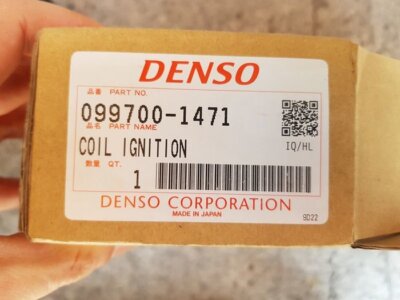 DENSO
品番 PART NO.
099700-1471
品名 PART NAME
COIL IGNITION
IQ/HL
数量 QT.
1
DENSO CORPORATION
MADE IN JAPAN
9D22